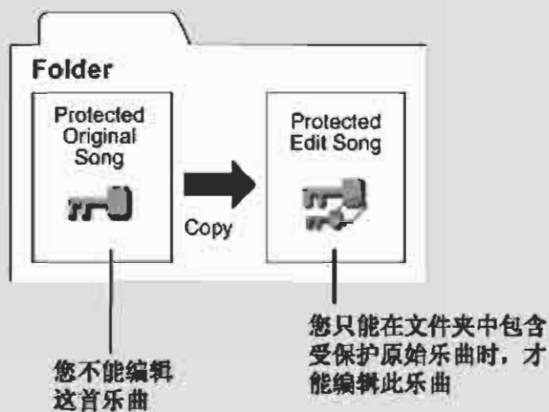 Folder
Protected
Original
Song
Copy
Protected
Edit Song
您不能编辑
这首乐曲
您只能在文件夹中包含
受保护原始乐曲时，才
能编辑此乐曲